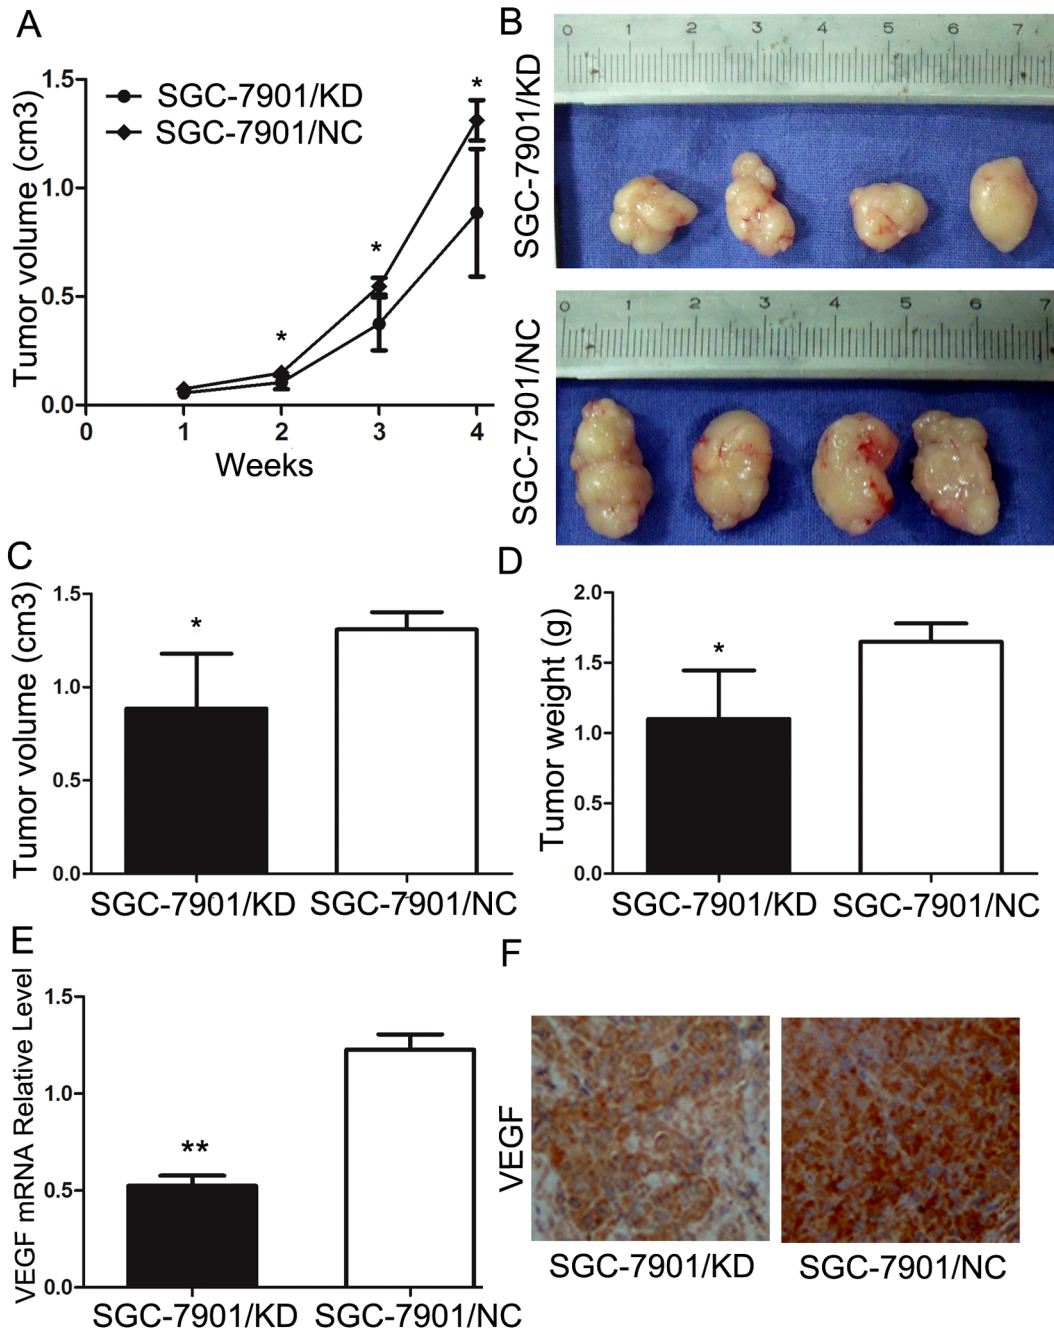 A
Tumor volume (cm3)
1.5
1.0
0.5
0.0
SGC-7901/KD
SGC-7901/NC
*
*
*
0 1 2 3 4
Weeks
B
SGC-7901/KD
0 1 2 3 4 5 6 7
SGC-7901/NC
0 1 2 3 4 5 6 7
C
Tumor volume (cm3)
1.5
1.0
0.5
0.0
*
SGC-7901/KD SGC-7901/NC
D
Tumor weight (g)
2.0
1.5
1.0
0.5
0.0
*
SGC-7901/KD SGC-7901/NC
E
VEGF mRNA Relative Level
1.5
1.0
0.5
0.0
**
SGC-7901/KD SGC-7901/NC
F
VEGF
SGC-7901/KD SGC-7901/NC